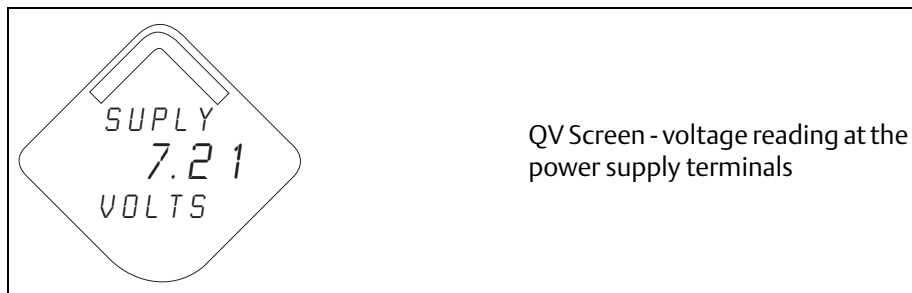 SUPLY
7.21
VOLTS
QV Screen - voltage reading at the
power supply terminals